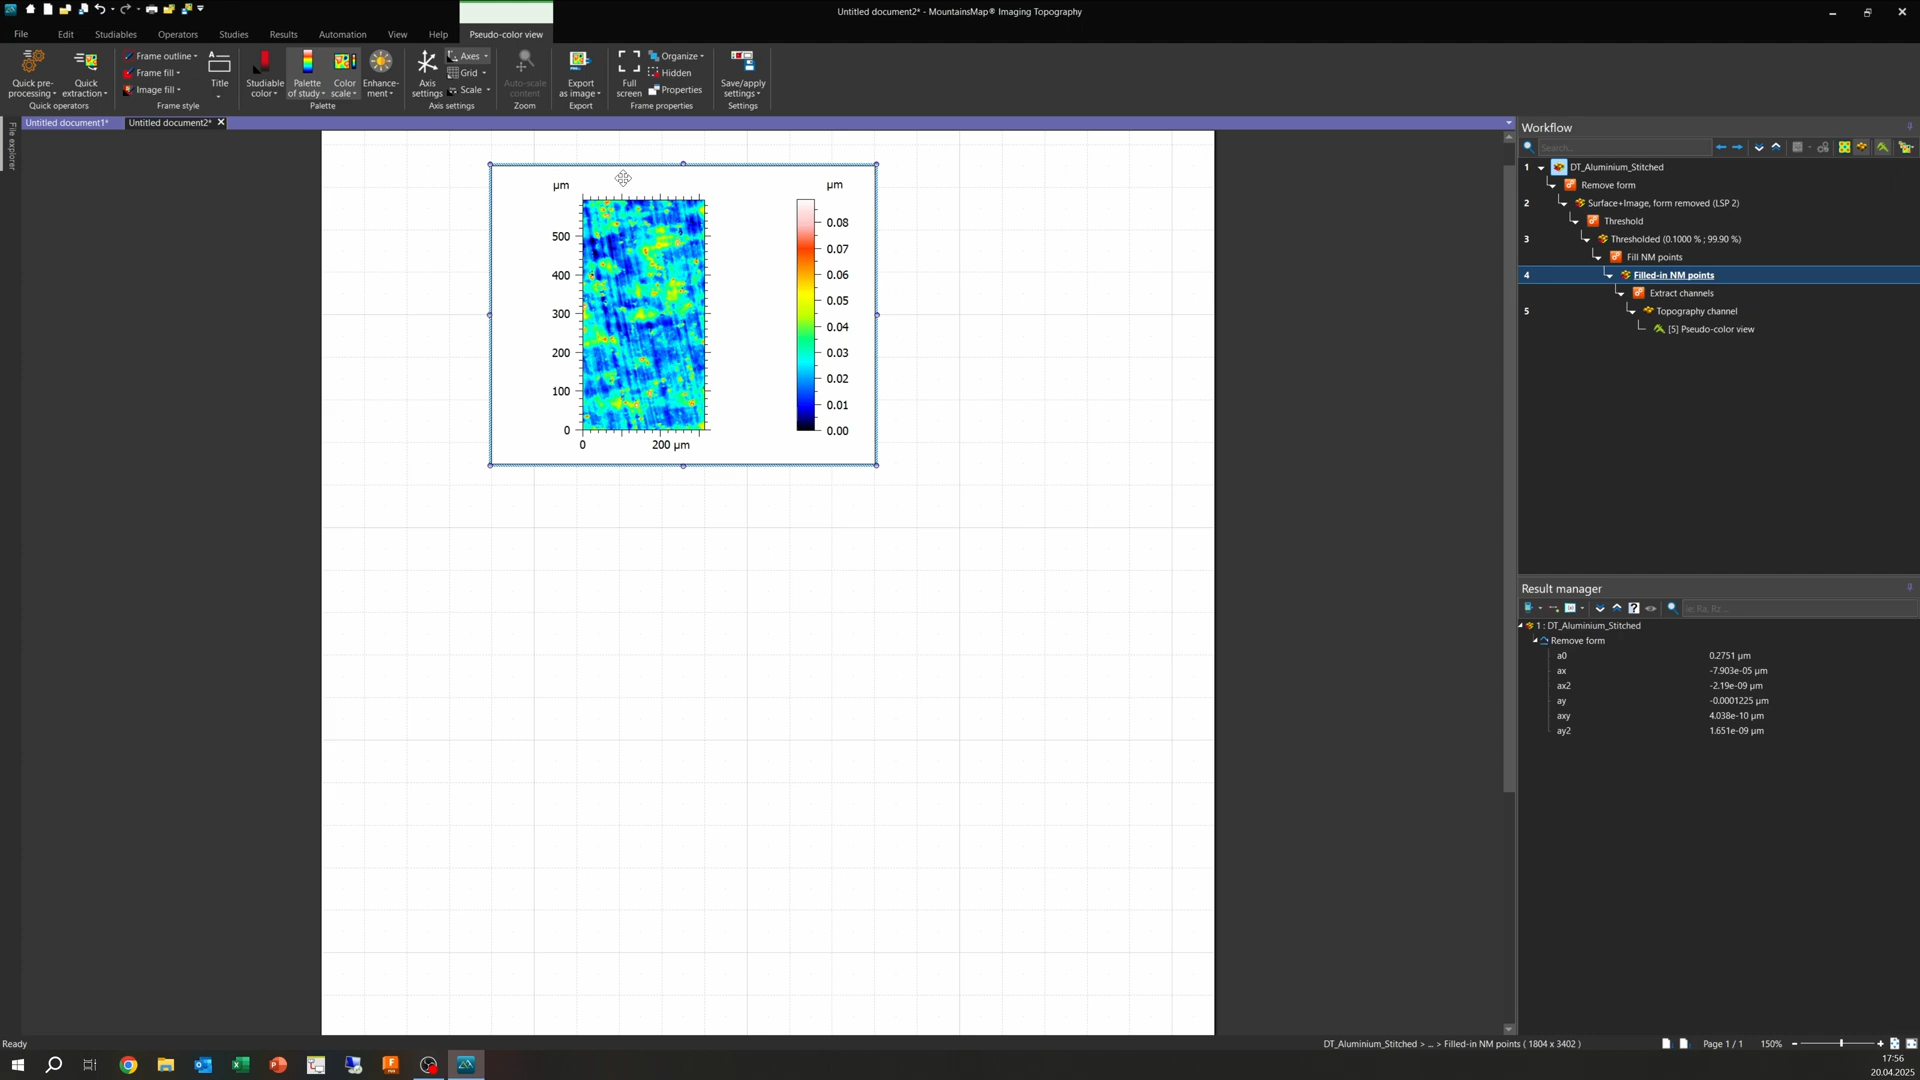 Untitled document2* - MountainsMap® Imaging Topography
File Edit Studiables Operators Studies Results Automation View Help Pseudo-color view
Quick pre-processing
Quick extraction
Quick operators
Frame outline
Frame fill
Image fill
Title
Frame style
Studiable color
Palette of study
Color scale
Enhance-ment
Palette
Axis settings
Axes
Grid
Scale
Axis settings
Auto-scale content
Zoom
Export as image
Export
Full screen
Organize
Hidden
Properties
Frame properties
Save/apply settings
Settings
File explorer
Untitled document1*
Untitled document2*
µm
500
400
300
200
100
0
0
200 µm
µm
0.08
0.07
0.06
0.05
0.04
0.03
0.02
0.01
0.00
Workflow
Search...
1 DT_Aluminium_Stitched
Remove form
2 Surface+Image, form removed (LSP 2)
Threshold
3 Thresholded (0.1000 % ; 99.90 %)
Fill NM points
4 Filled-in NM points
Extract channels
5 Topography channel
[5] Pseudo-color view
Result manager
ie: Ra, Rz...
1 : DT_Aluminium_Stitched
Remove form
a0 0.2751 µm
ax -7.903e-05 µm
ax2 -2.19e-09 µm
ay -0.0001225 µm
axy 4.038e-10 µm
ay2 1.651e-09 µm
Ready
DT_Aluminium_Stitched > ... > Filled-in NM points ( 1804 x 3402 )
Page 1 / 1
150%
17:56
20.04.2025